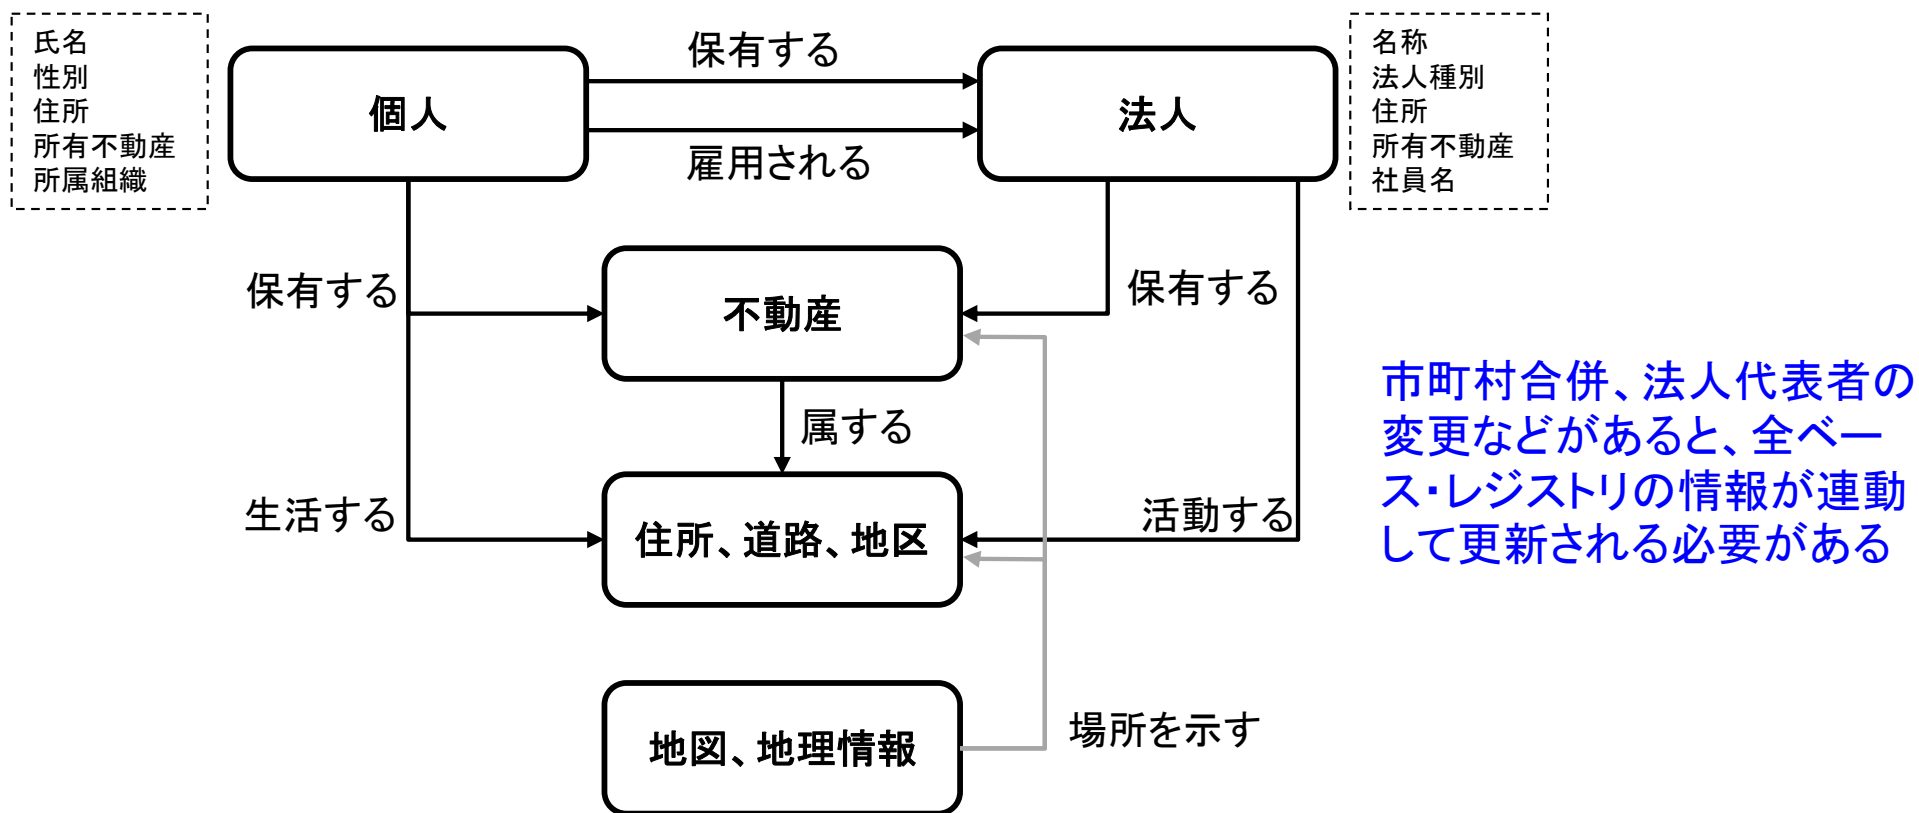 氏名
性別
住所
所有不動産
所属組織
個人
保有する
雇用される
法人
名称
法人種別
住所
所有不動産
社員名
保有する
不動産
保有する
属する
生活する
住所、道路、地区
活動する
地図、地理情報
場所を示す
市町村合併、法人代表者の
変更などがあると、全ベー
ス・レジストリの情報が連動
して更新される必要がある